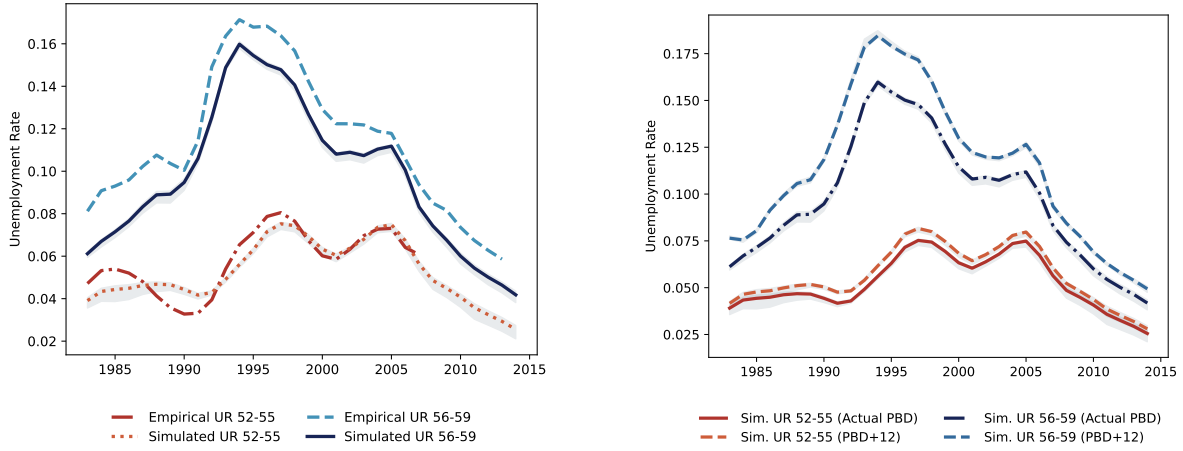 Unemployment Rate
0.16
0.14
0.12
0.10
0.08
0.06
0.04
0.02
1985 1990 1995 2000 2005 2010 2015
Empirical UR 52-55 Empirical UR 56-59
Simulated UR 52-55 Simulated UR 56-59
Unemployment Rate
0.175
0.150
0.125
0.100
0.075
0.050
0.025
1985 1990 1995 2000 2005 2010 2015
Sim. UR 52-55 (Actual PBD) Sim. UR 56-59 (Actual PBD)
Sim. UR 52-55 (PBD+12) Sim. UR 56-59 (PBD+12)